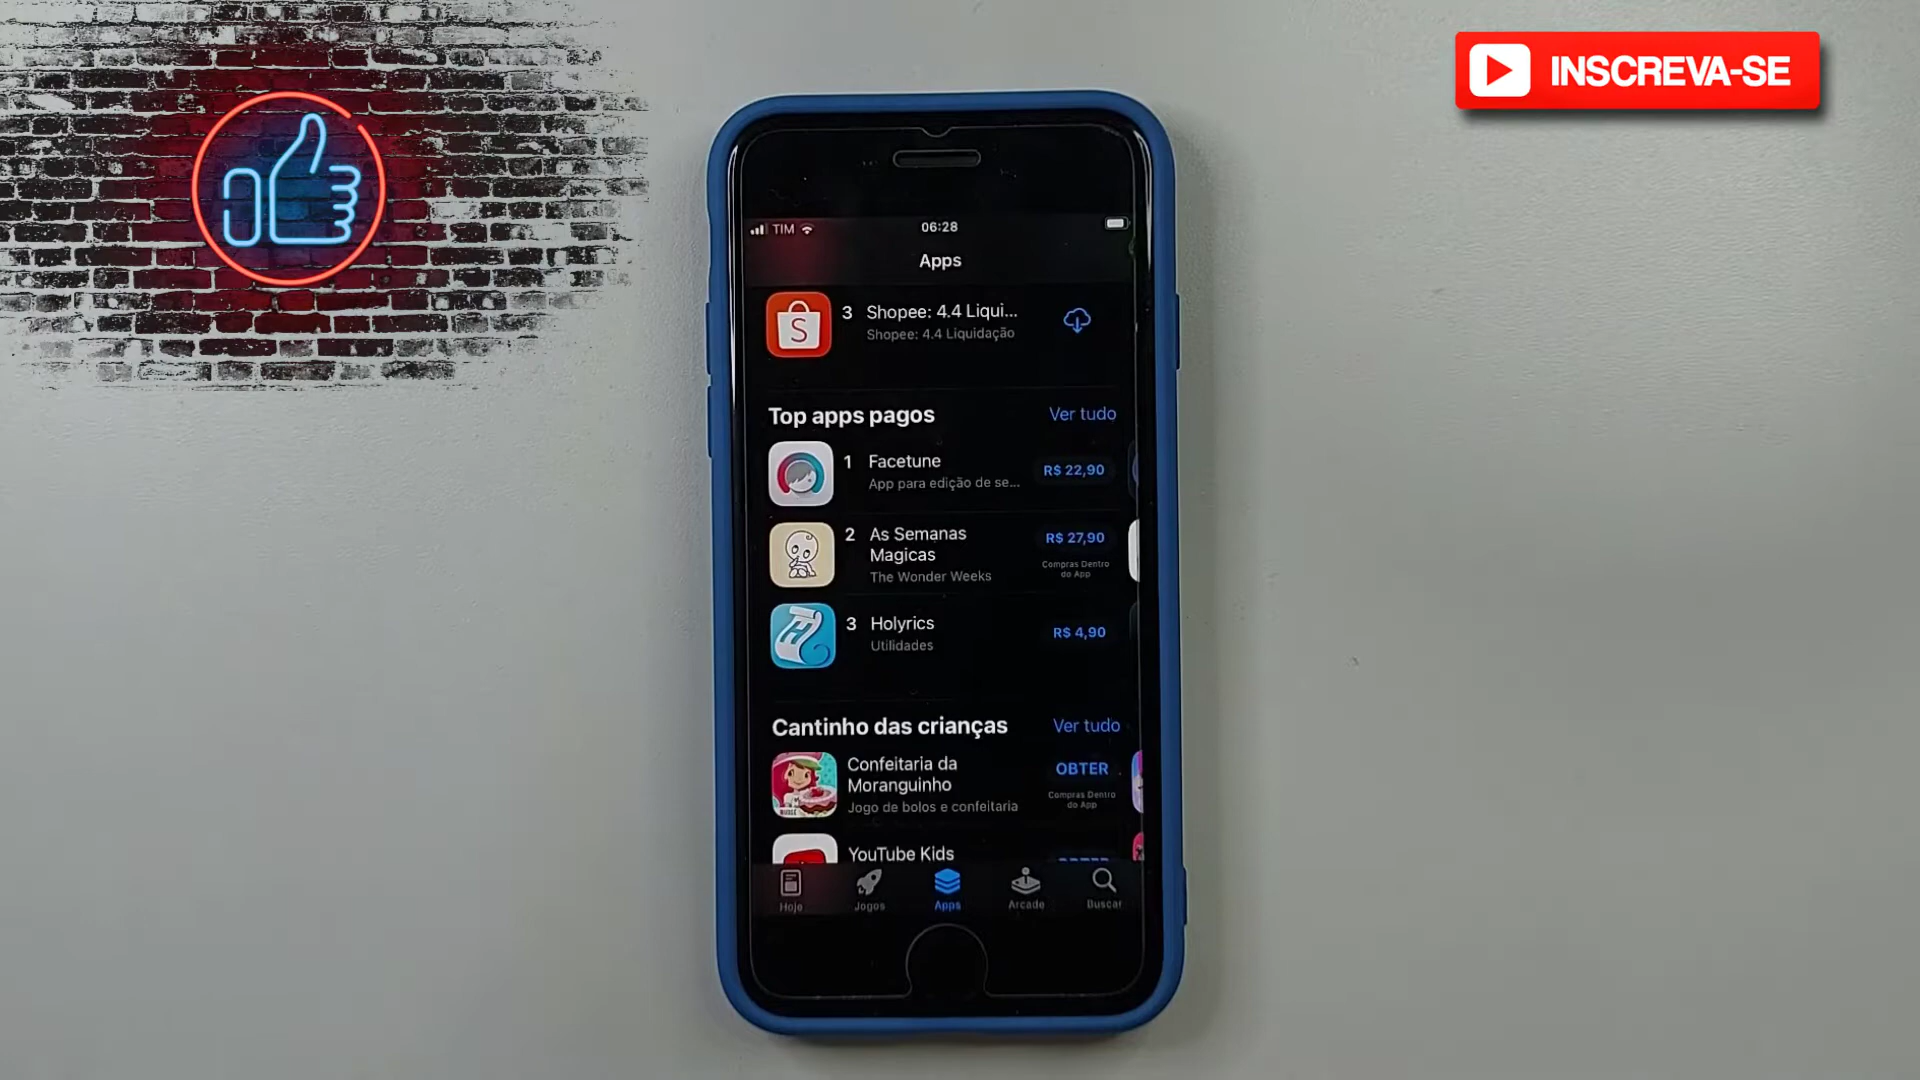 INSCREVA-SE
TIM
06:28
Apps
3 Shopee: 4.4 Liqui...
Shopee: 4.4 Liquidação
Top apps pagos
Ver tudo
1 Facetune
R$ 22,90
App para edição de se...
2 As Semanas
Magicas
R$ 27,90
The Wonder Weeks
Compras Dentro
do App
3 Holyrics
R$ 4,90
Utilidades
Cantinho das crianças
Ver tudo
Confeitaria da
Moranguinho
OBTER
Jogo de bolos e confeitaria
Compras Dentro
do App
YouTube Kids
Hoje
Jogos
Apps
Arcade
Buscar